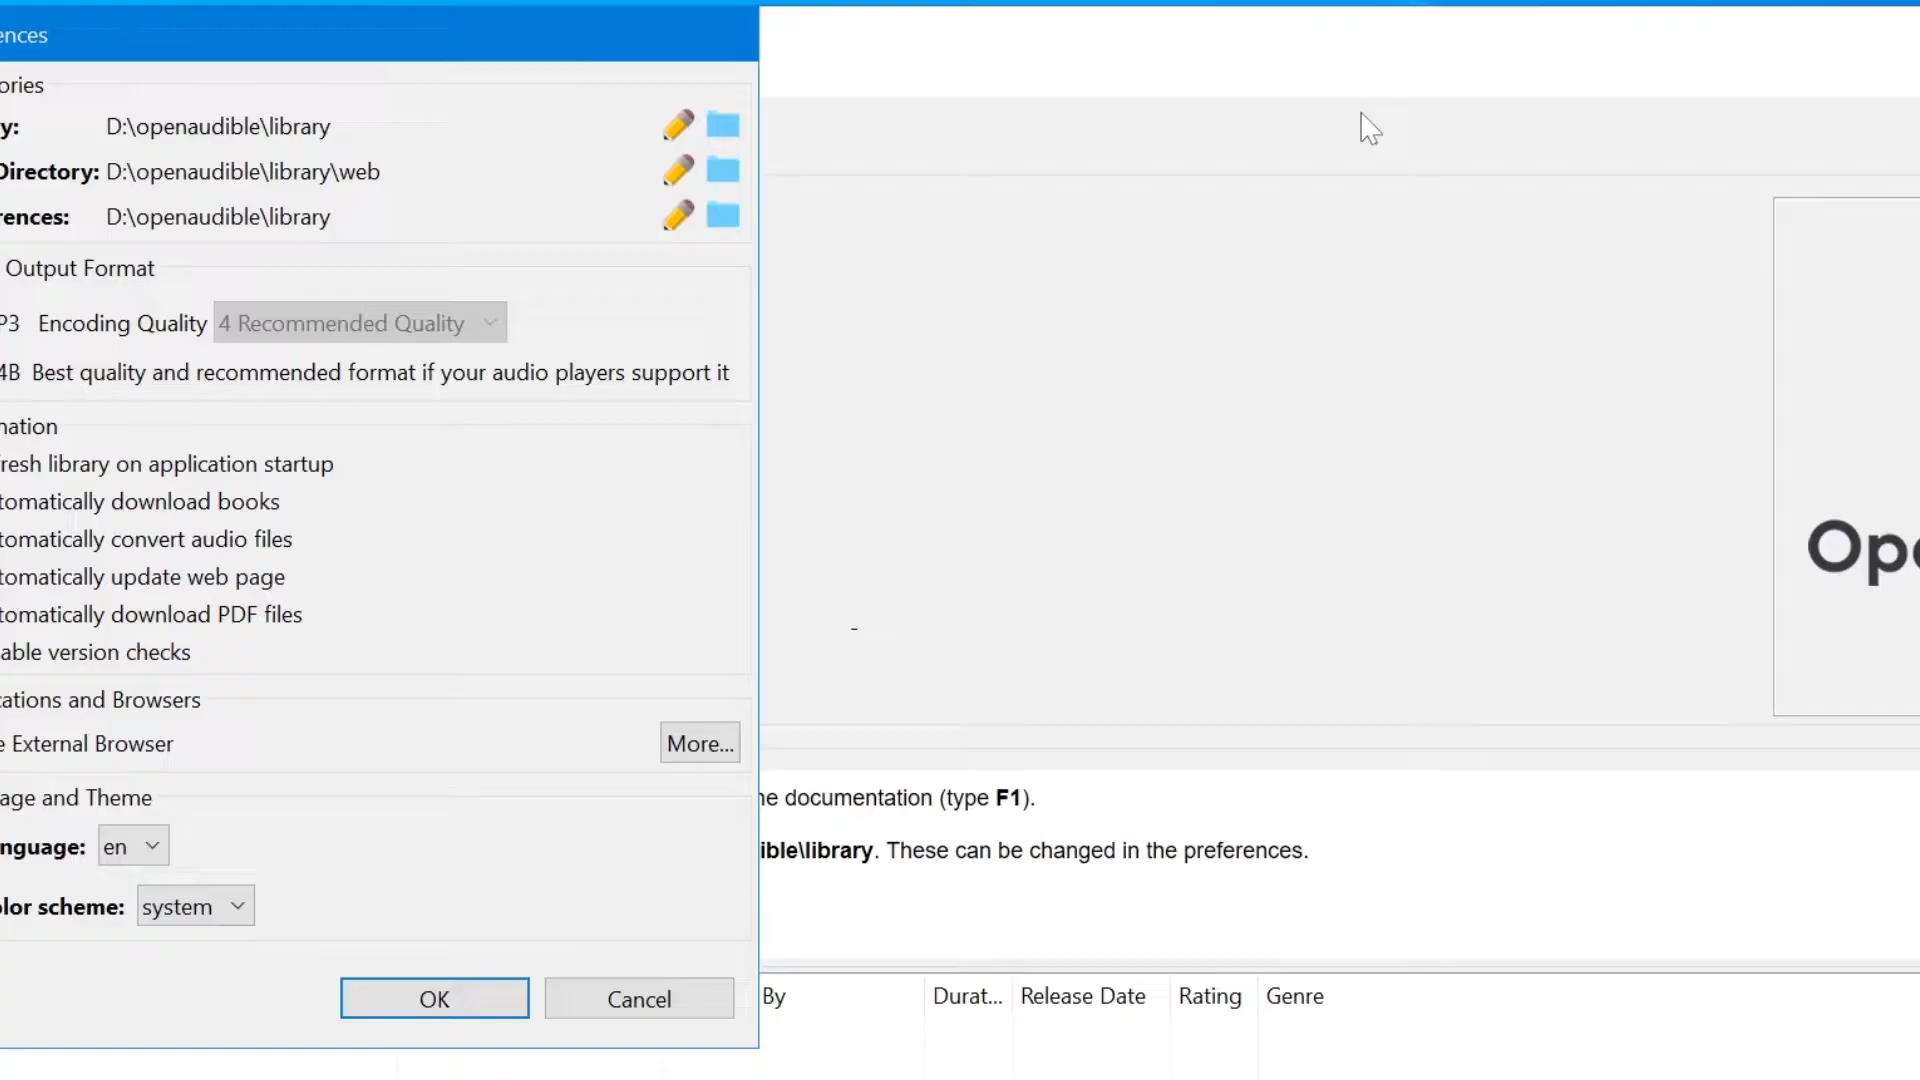 ences
ories
y: D:\openaudible\library
Directory: D:\openaudible\library\web
rences: D:\openaudible\library
Output Format
P3 Encoding Quality 4 Recommended Quality
4B Best quality and recommended format if your audio players support it
nation
resh library on application startup
tomatically download books
tomatically convert audio files
tomatically update web page
tomatically download PDF files
able version checks
cations and Browsers
e External Browser More...
age and Theme
nguage: en
olor scheme: system
OK Cancel
Ope
-
he documentation (type F1).
ible\library. These can be changed in the preferences.
By Durat... Release Date Rating Genre